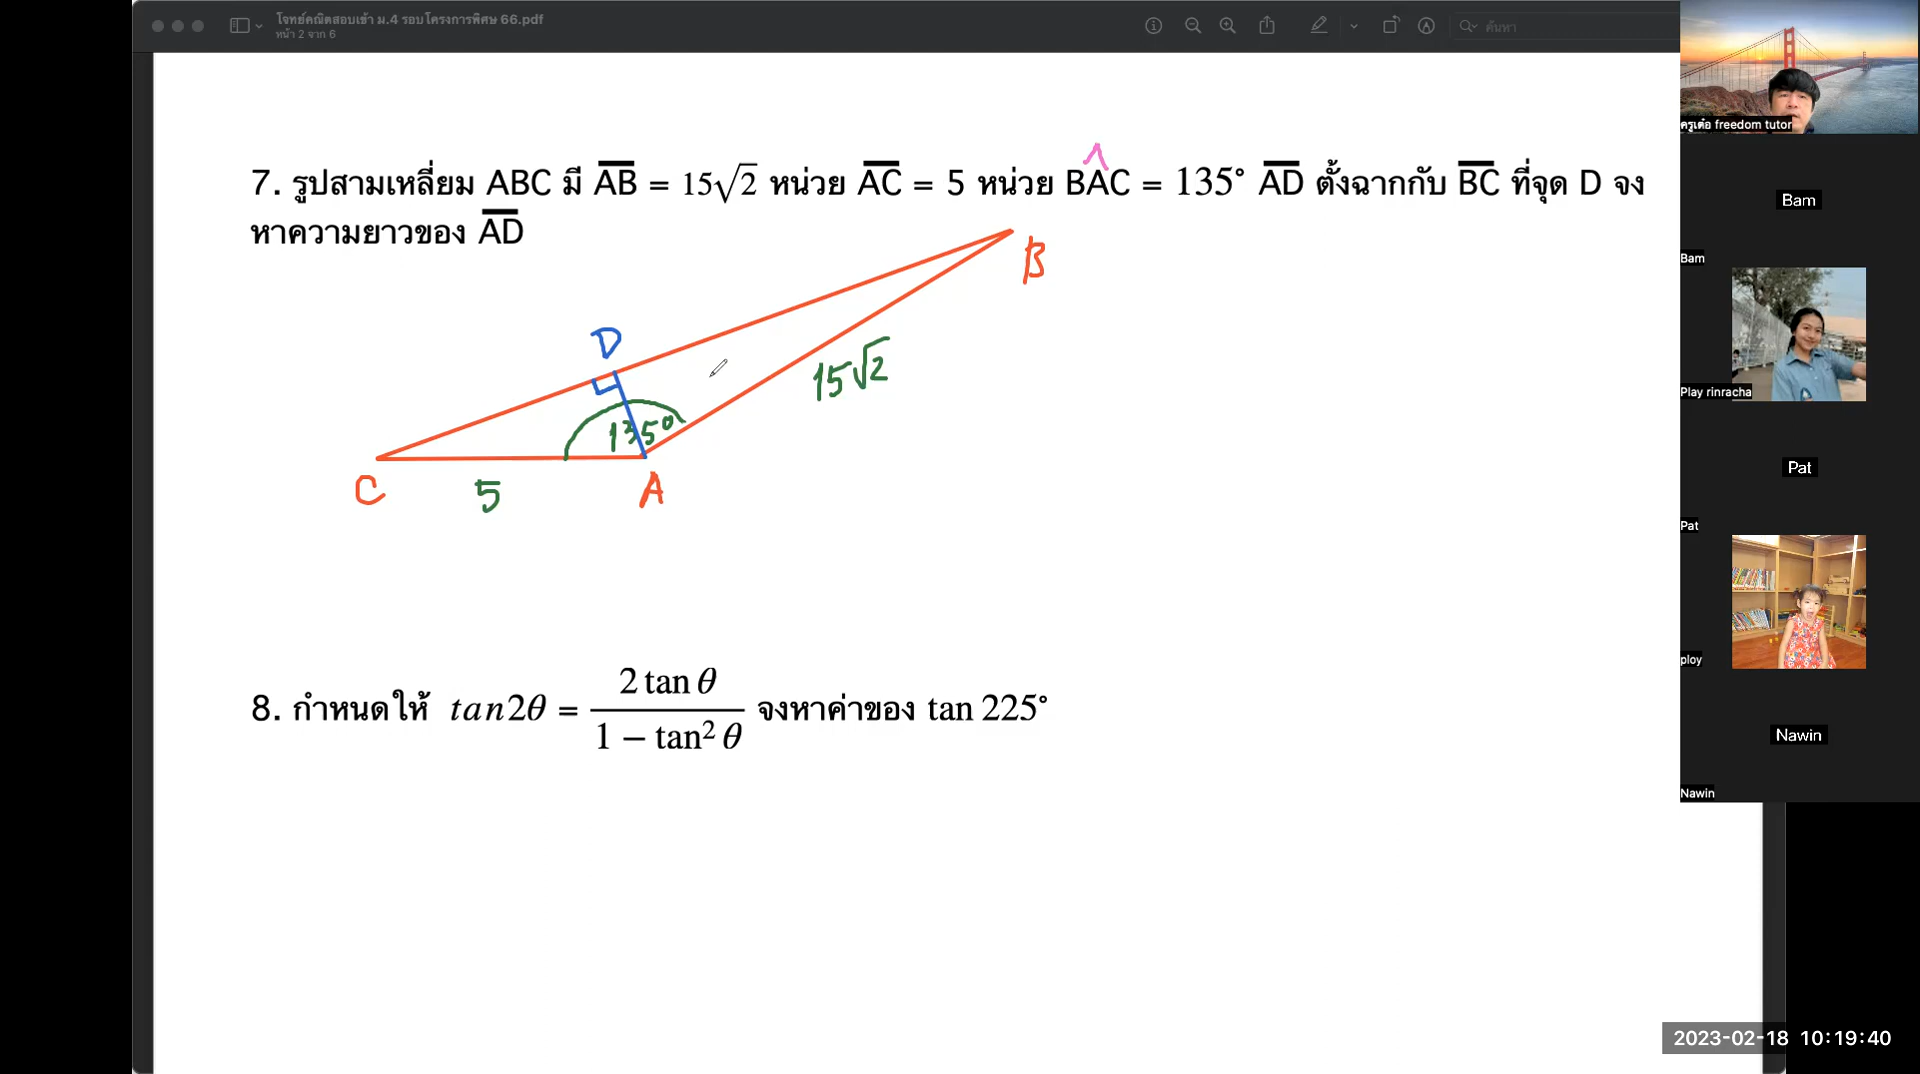 โจทย์คณิตสอบเข้า ม.4 รอบโครงการพิเศษ 66.pdf
หน้า 2 จาก 6
ค้นหา
7. รูปสามเหลี่ยม ABC มี AB = 15√2 หน่วย AC = 5 หน่วย BAC = 135° AD ตั้งฉากกับ BC ที่จุด D จง
หาความยาวของ AD
B
D
15√2
135°
C
5
A
8. กำหนดให้ tan2θ = 2 tan θ / 1 − tan² θ จงหาค่าของ tan 225°
ครูเต๋อ freedom tutor
Bam
Bam
Play rinracha
Pat
Pat
ploy
Nawin
Nawin
2023-02-18 10:19:40